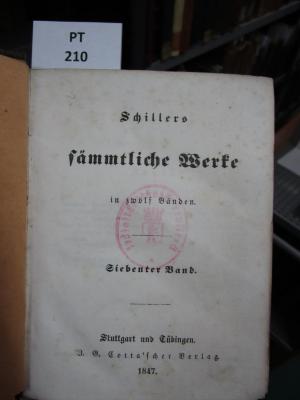 PT
210
Schillers
sämmtliche Werke
in zwölf Bänden.
Siebenter Band.
Stuttgart und Tübingen.
J. G. Cotta'scher Verlag.
1847.